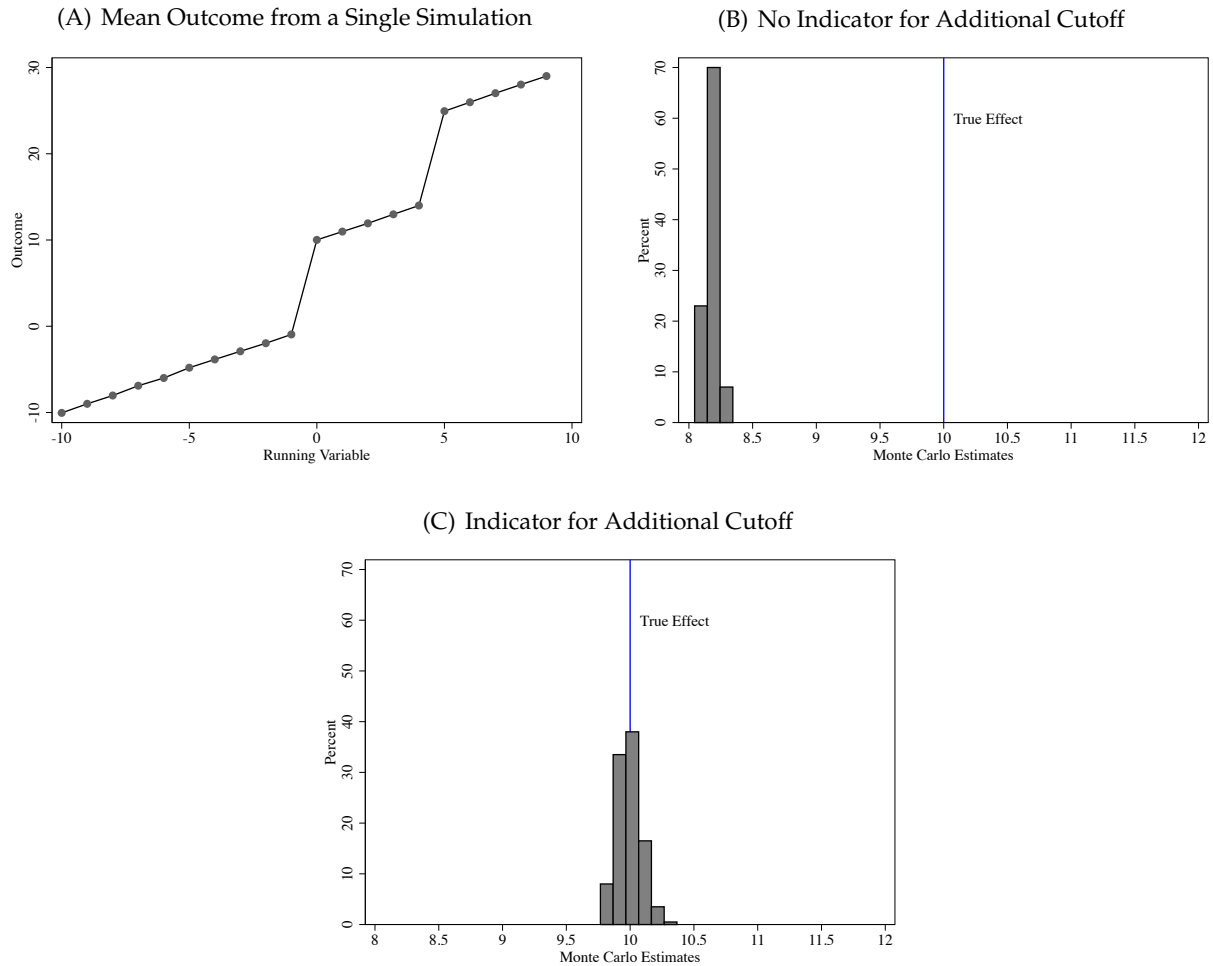 (A) Mean Outcome from a Single Simulation
30
20
10
0
-10
Outcome
-10 -5 0 5 10
Running Variable
(B) No Indicator for Additional Cutoff
70
60
50
40
30
20
10
0
Percent
True Effect
8 8.5 9 9.5 10 10.5 11 11.5 12
Monte Carlo Estimates
(C) Indicator for Additional Cutoff
70
60
50
40
30
20
10
0
Percent
True Effect
8 8.5 9 9.5 10 10.5 11 11.5 12
Monte Carlo Estimates